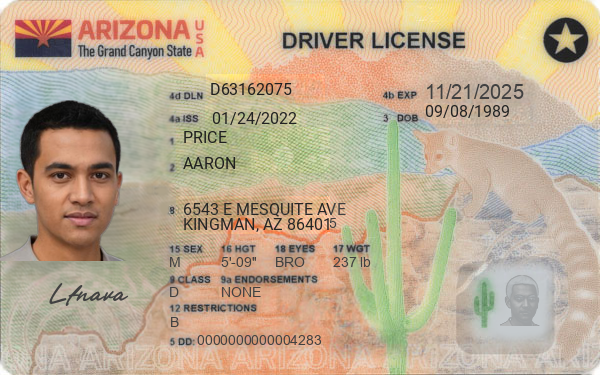 ARIZONA USA
The Grand Canyon State
DRIVER LICENSE
4d DLN D63162075
4b EXP 11/21/2025
4a ISS 01/24/2022
3 DOB 09/08/1989
1 PRICE
2 AARON
8 6543 E MESQUITE AVE
KINGMAN, AZ 86401
15 SEX 16 HGT 18 EYES 17 WGT
M 5'-09" BRO 237 lb
9 CLASS 9a ENDORSEMENTS
D NONE
12 RESTRICTIONS
B
5 DD: 0000000000004283
ARIZONA ARIZONA ARIZONA ARIZONA